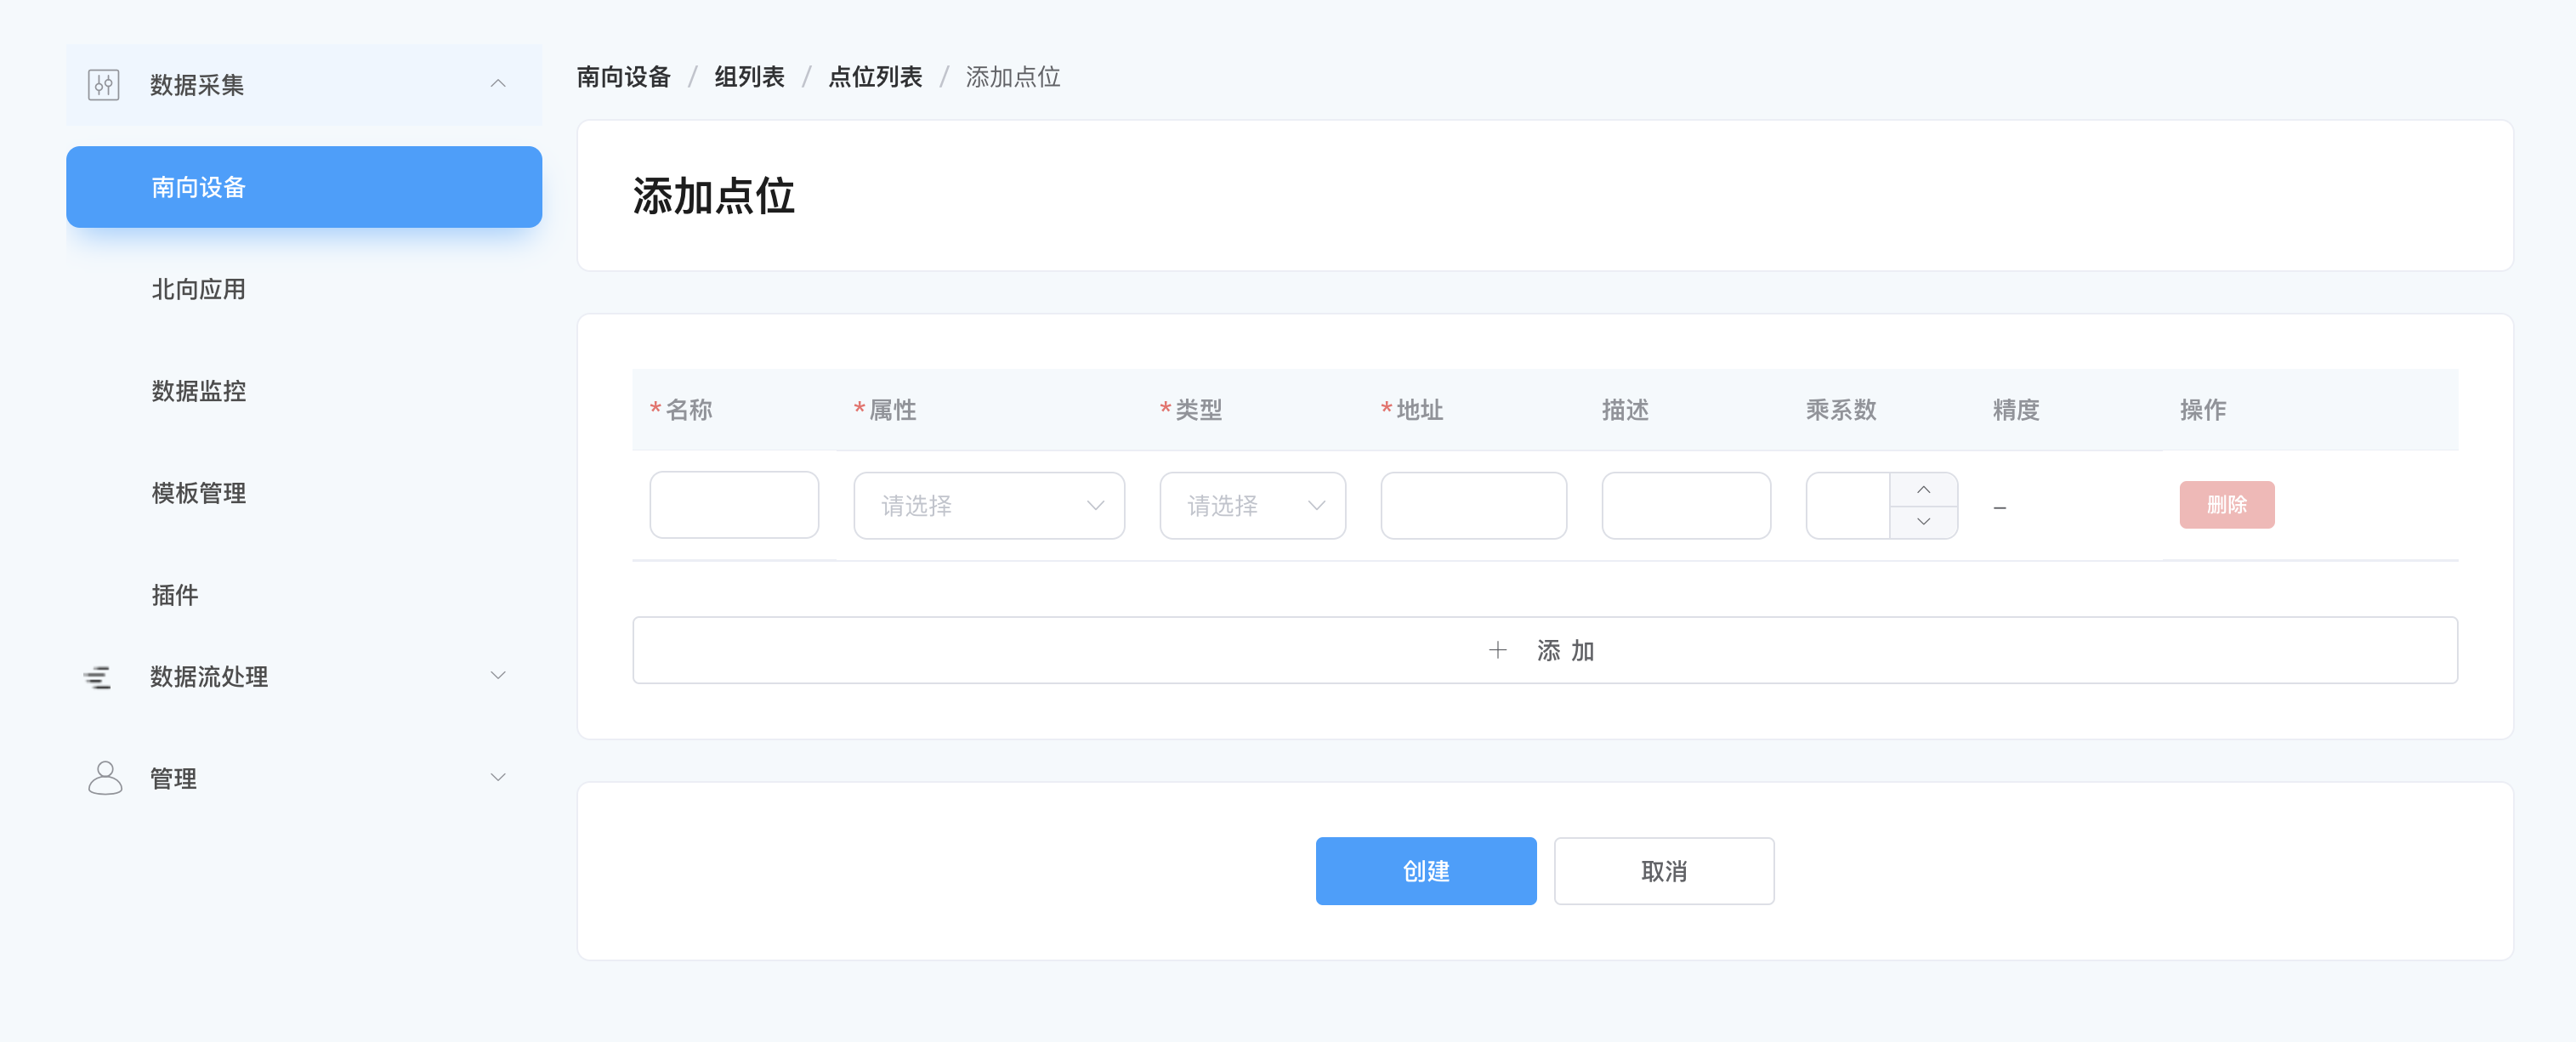 数据采集
南向设备
北向应用
数据监控
模板管理
插件
数据流处理
管理
南向设备 / 组列表 / 点位列表 / 添加点位
添加点位
*名称 *属性 *类型 *地址 描述 乘系数 精度 操作
请选择 请选择 – 删除
+ 添 加
创建 取消